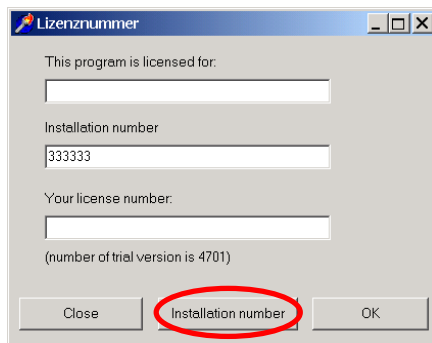 Lizenznummer
This program is licensed for:
Installation number
333333
Your license number:
(number of trial version is 4701)
Close Installation number OK